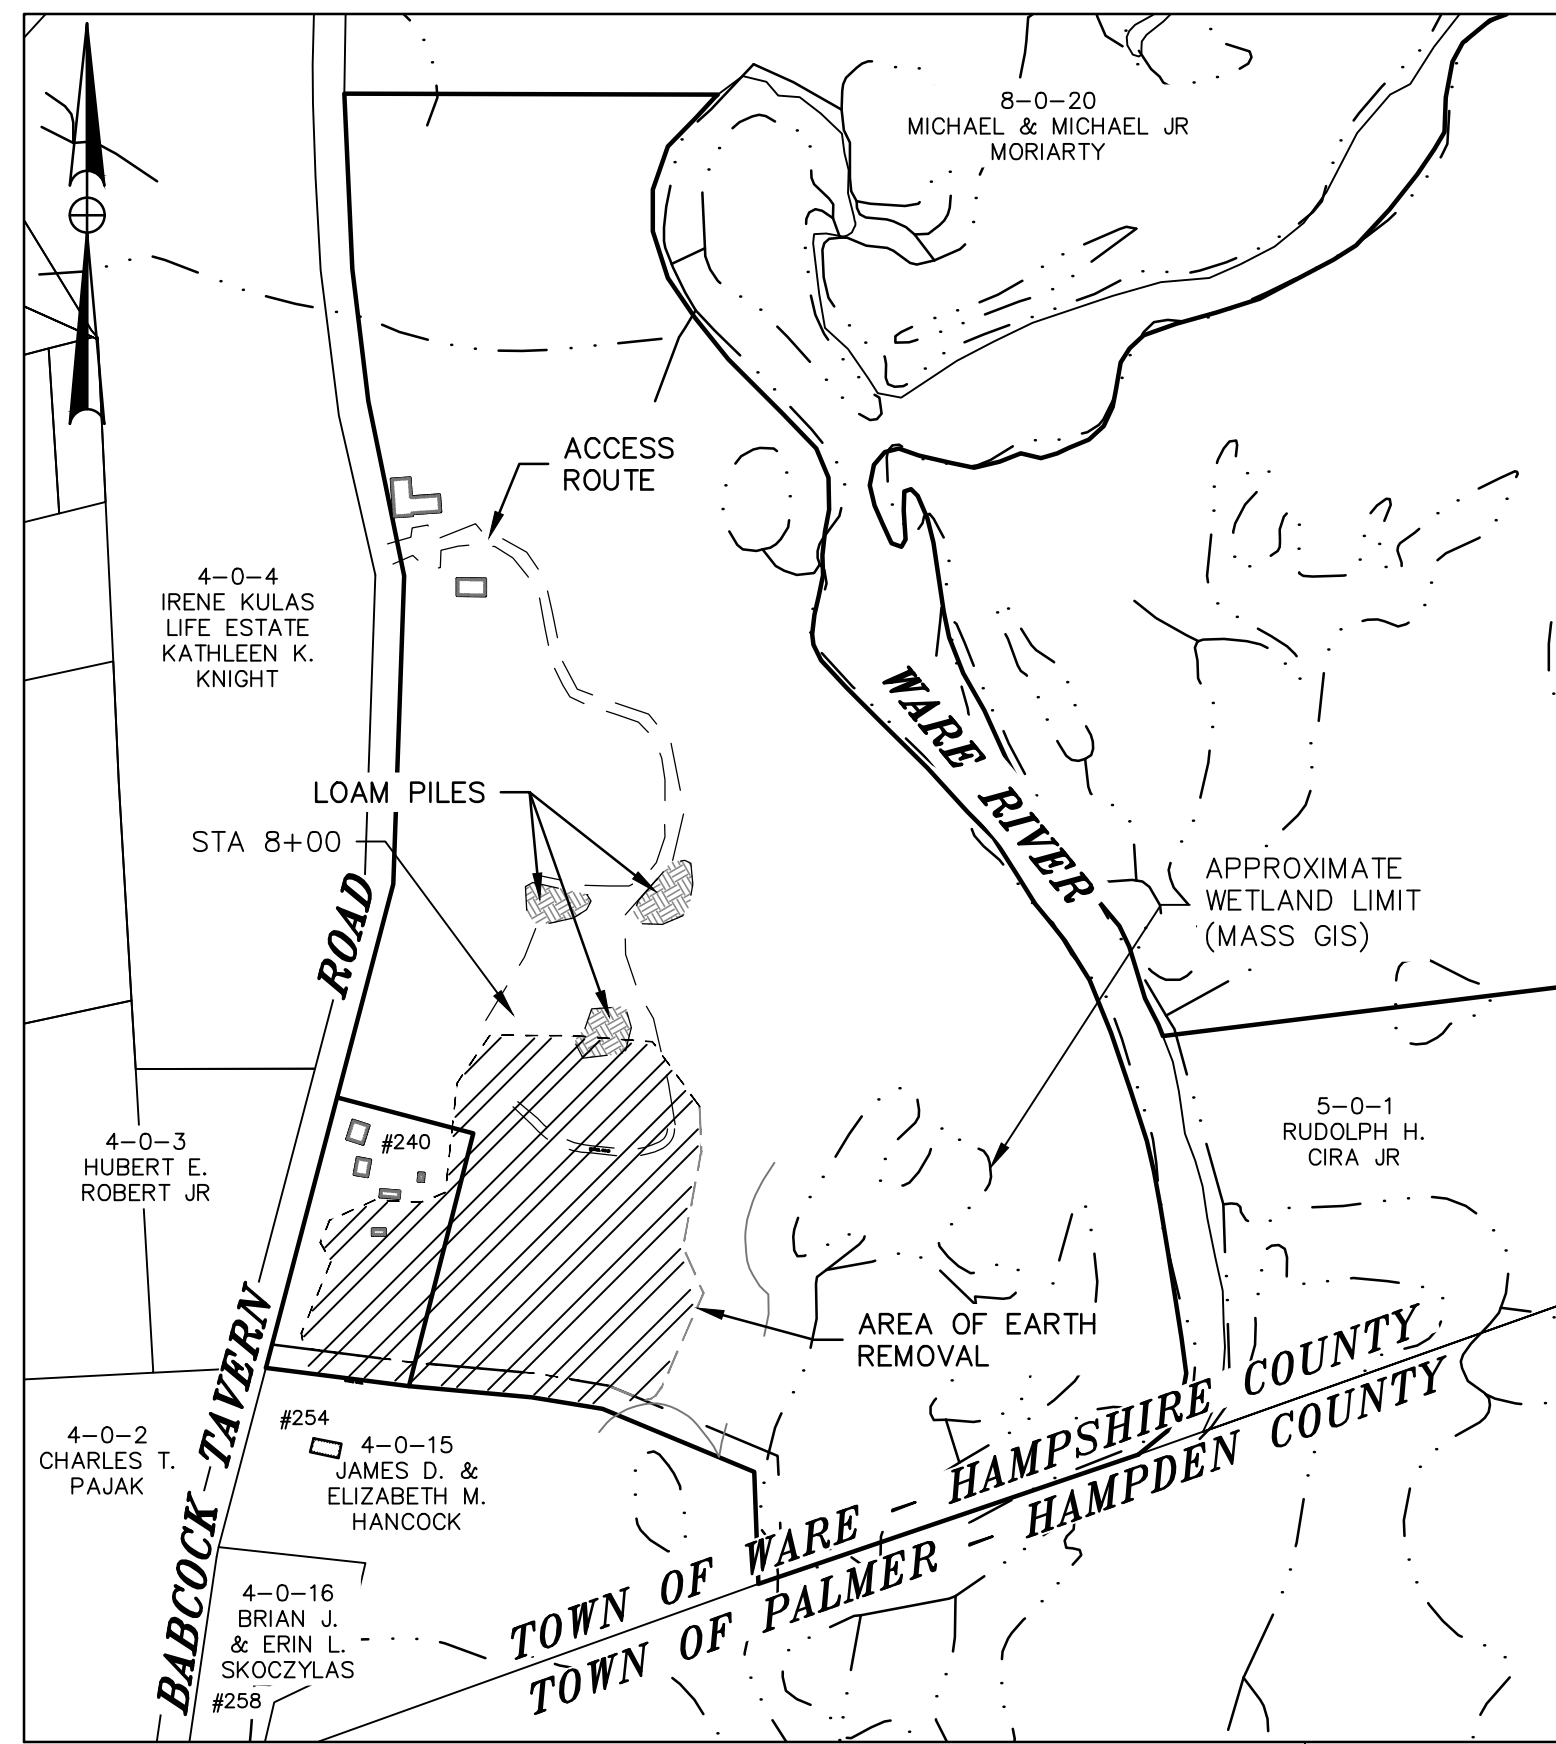 8-0-20
MICHAEL & MICHAEL JR
MORIARTY
ACCESS
ROUTE
4-0-4
IRENE KULAS
LIFE ESTATE
KATHLEEN K.
KNIGHT
WARE RIVER
LOAM PILES
STA 8+00
APPROXIMATE
WETLAND LIMIT
(MASS GIS)
BABCOCK TAVERN ROAD
5-0-1
RUDOLPH H.
CIRA JR
4-0-3
HUBERT E.
ROBERT JR
#240
AREA OF EARTH
REMOVAL
#254
4-0-2
CHARLES T.
PAJAK
4-0-15
JAMES D. &
ELIZABETH M.
HANCOCK
TOWN OF WARE - HAMPSHIRE COUNTY
TOWN OF PALMER - HAMPDEN COUNTY
4-0-16
BRIAN J.
& ERIN L.
SKOCZYLAS
#258